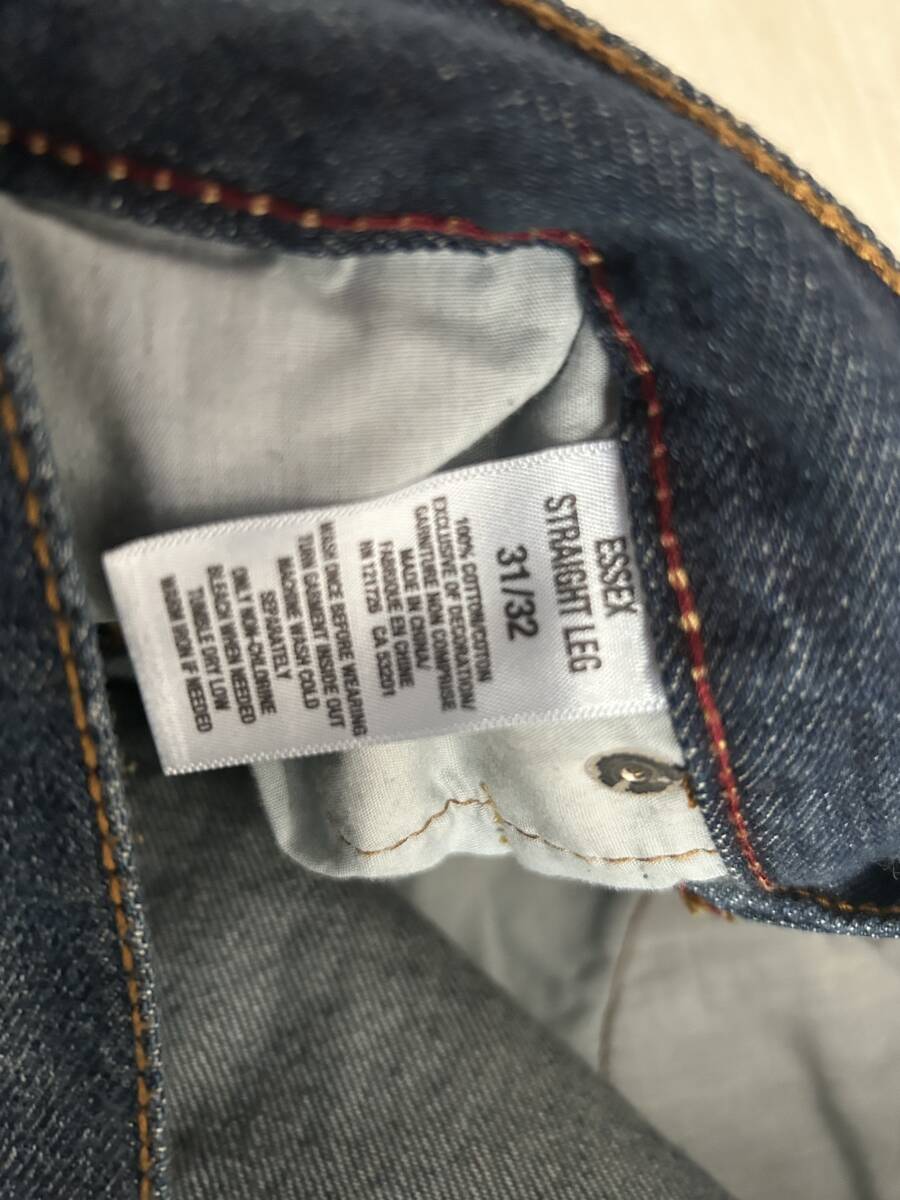 ESSEX
STRAIGHT LEG
31/32
100% COTTON/COTON
EXCLUSIVE OF DECORATION/
GARNITURE NON COMPRISE
MADE IN CHINA/
FABRIQUE EN CHINE
RN 121726 CA 53201
WASH ONCE BEFORE WEARING
TURN GARMENT INSIDE OUT
MACHINE WASH COLD
SEPARATELY
ONLY NON-CHLORINE
BLEACH WHEN NEEDED
TUMBLE DRY LOW
WARM IRON IF NEEDED